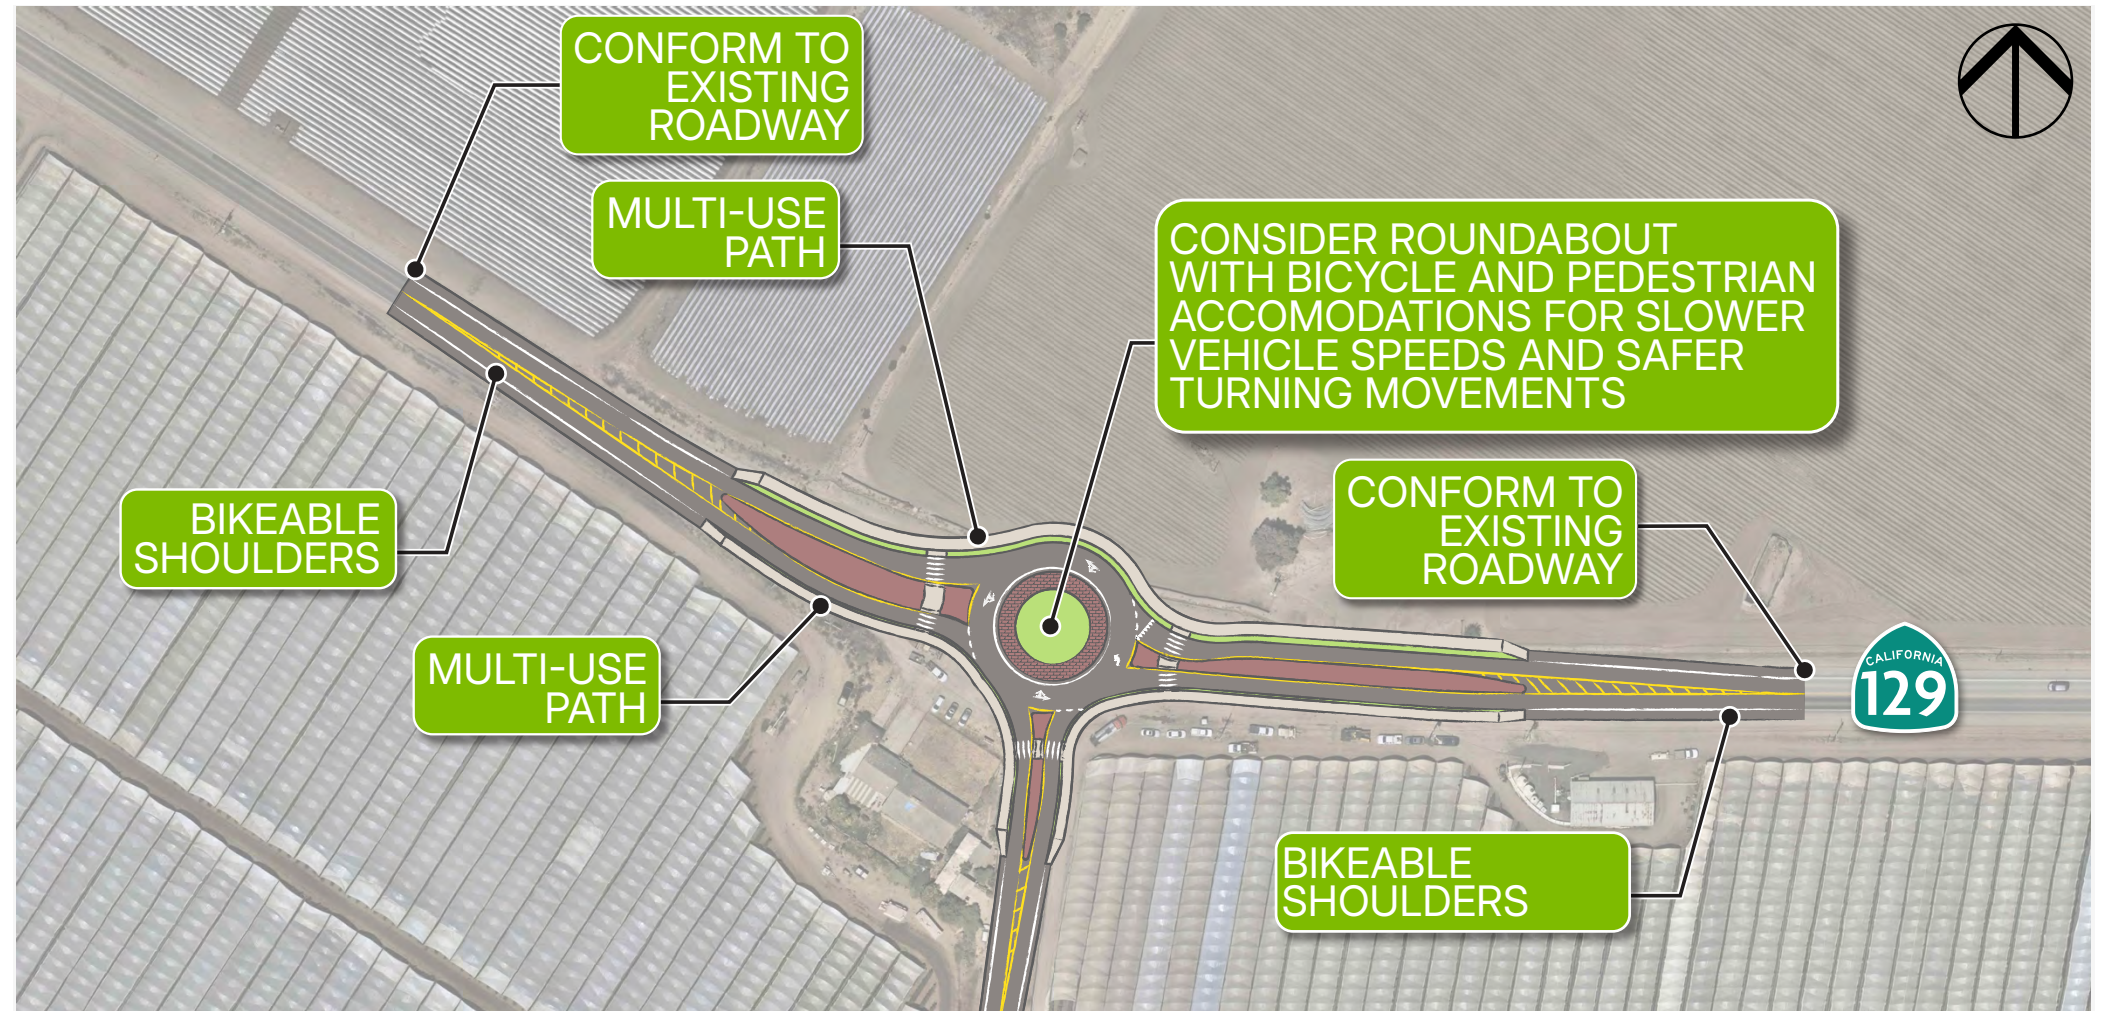 CONFORM TO
EXISTING
ROADWAY
MULTI-USE
PATH
CONSIDER ROUNDABOUT
WITH BICYCLE AND PEDESTRIAN
ACCOMODATIONS FOR SLOWER
VEHICLE SPEEDS AND SAFER
TURNING MOVEMENTS
CONFORM TO
EXISTING
ROADWAY
BIKEABLE
SHOULDERS
MULTI-USE
PATH
CALIFORNIA
129
BIKEABLE
SHOULDERS